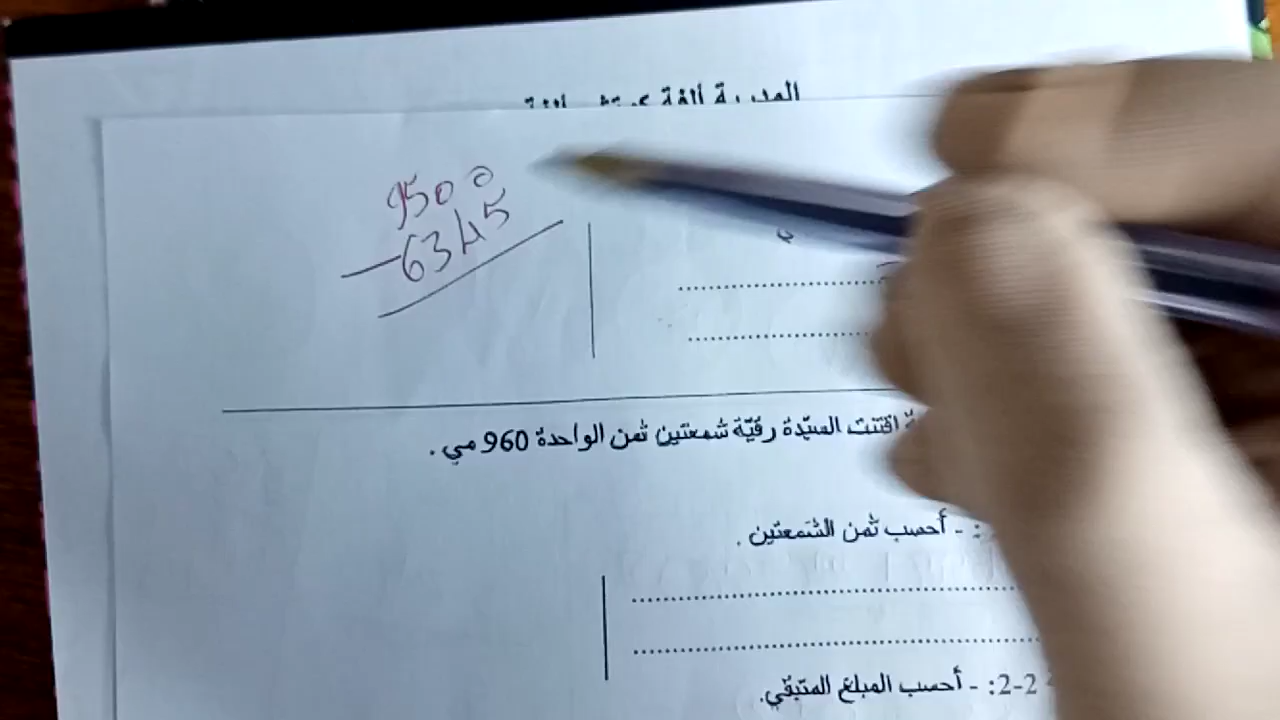 9500
- 6345
اقتنت السيّدة رقيّة شمعتين ثمن الواحدة 960 مي .
: - أحسب ثمن الشمعتين .
2-2: - أحسب المبلغ المتبقّي.